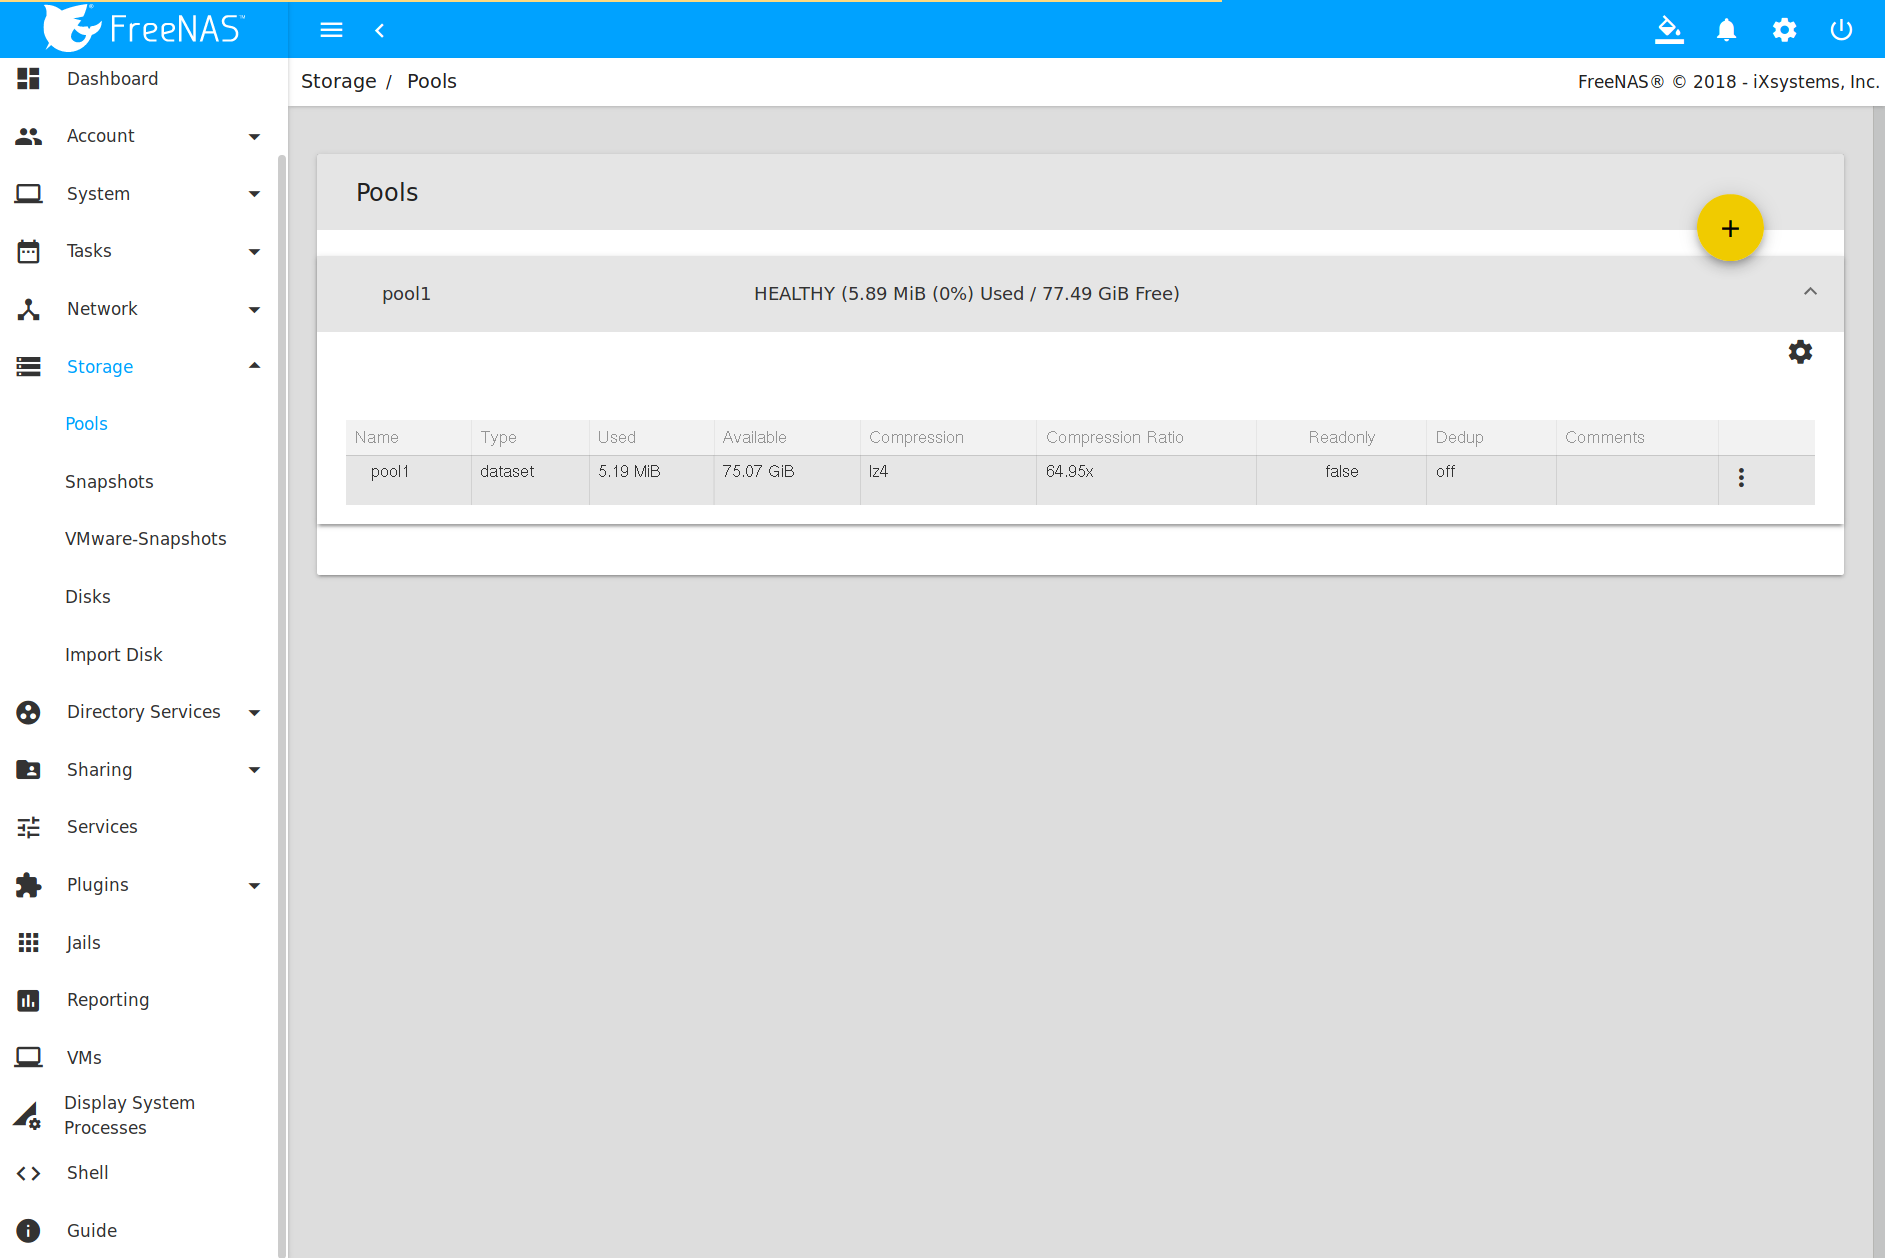 FreeNAS®™
Storage / Pools
FreeNAS® © 2018 - iXsystems, Inc.
Dashboard
Account
System
Tasks
Network
Storage
Pools
Snapshots
VMware-Snapshots
Disks
Import Disk
Directory Services
Sharing
Services
Plugins
Jails
Reporting
VMs
Display System
Processes
Shell
Guide
Pools
+
pool1 HEALTHY (5.89 MiB (0%) Used / 77.49 GiB Free)
Name Type Used Available Compression Compression Ratio Readonly Dedup Comments
pool1 dataset 5.19 MiB 75.07 GiB lz4 64.95x false off